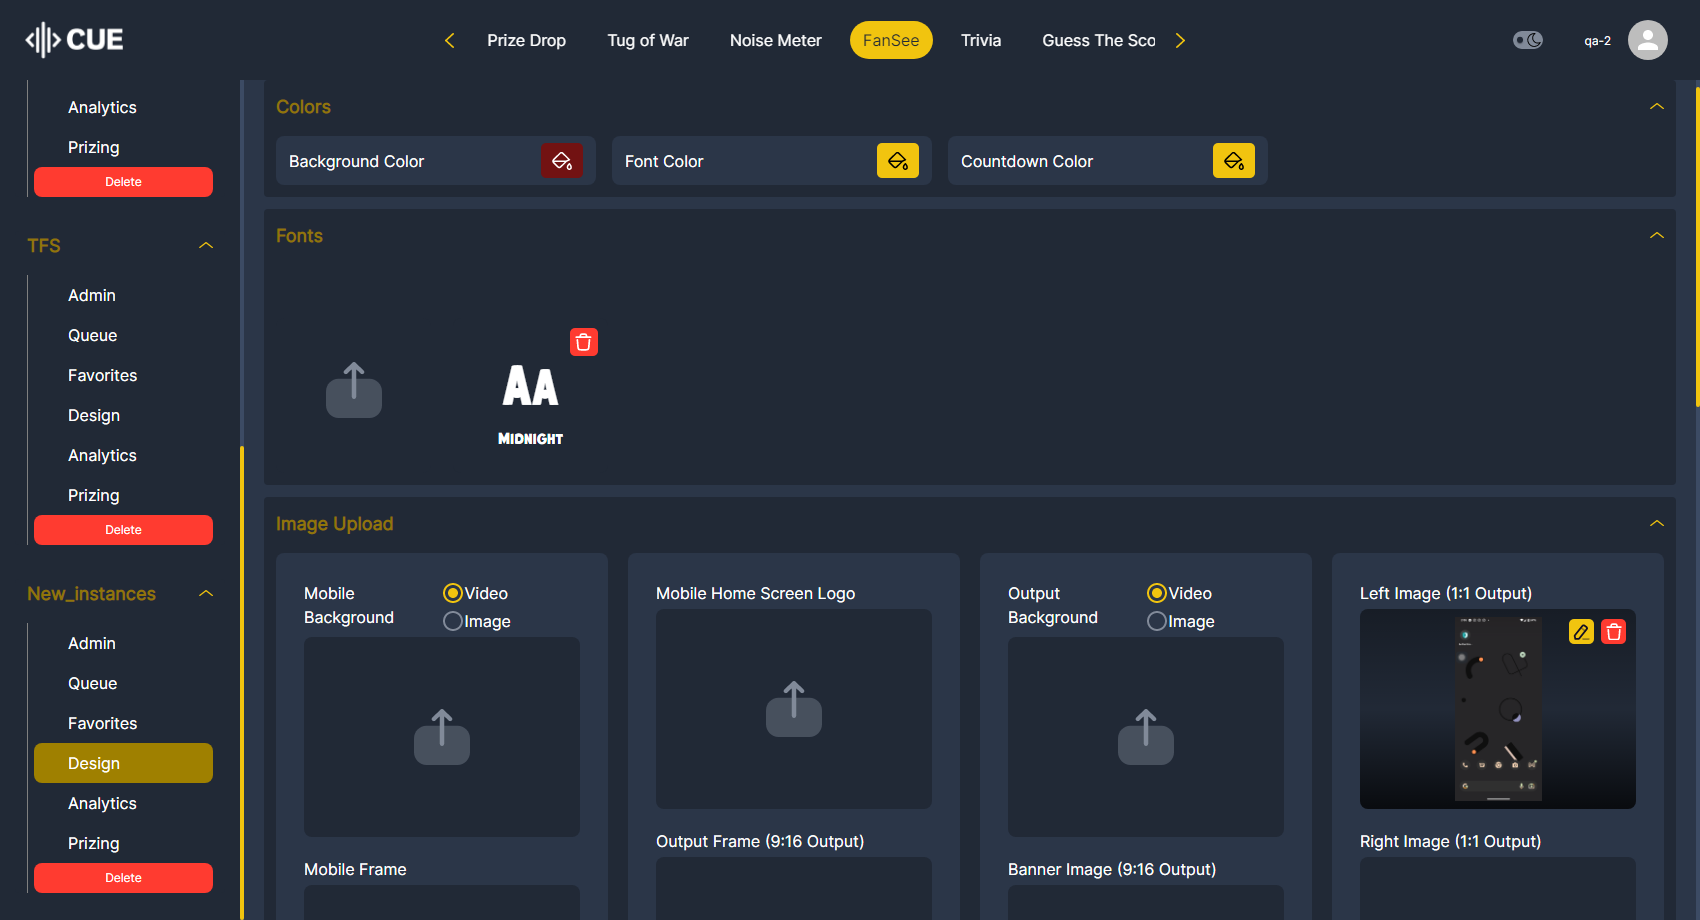 CUE
Prize Drop
Tug of War
Noise Meter
FanSee
Trivia
Guess The Sco
qa-2
Analytics
Prizing
Delete
TFS
Admin
Queue
Favorites
Design
Analytics
Prizing
Delete
New_instances
Admin
Queue
Favorites
Design
Analytics
Prizing
Delete
Colors
Background Color
Font Color
Countdown Color
Fonts
AA
MIDNIGHT
Image Upload
Mobile
Background
Video
Image
Mobile Home Screen Logo
Output
Background
Video
Image
Left Image (1:1 Output)
Mobile Frame
Output Frame (9:16 Output)
Banner Image (9:16 Output)
Right Image (1:1 Output)